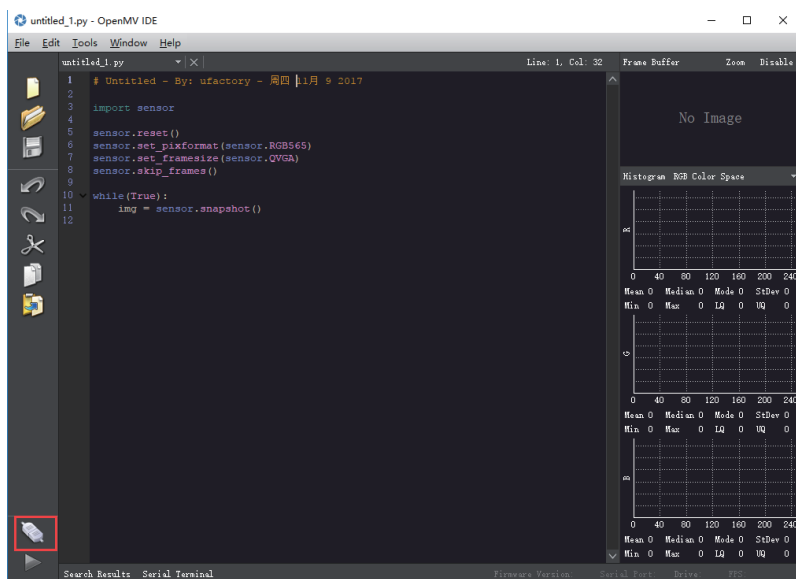 untitled_1.py - OpenMV IDE
File Edit Tools Window Help
untitled_1.py Line: 1, Col: 32 Frame Buffer Zoom Disable
1 # Untitled - By: ufactory - 周四 11月 9 2017
2
3 import sensor
4
5 sensor.reset()
6 sensor.set_pixformat(sensor.RGB565)
7 sensor.set_framesize(sensor.QVGA)
8 sensor.skip_frames()
9
10 while(True):
11 img = sensor.snapshot()
12
No Image
Histogram RGB Color Space
R
0 40 80 120 160 200 240
Mean 0 Median 0 Mode 0 StDev 0
Min 0 Max 0 LQ 0 UQ 0
G
0 40 80 120 160 200 240
Mean 0 Median 0 Mode 0 StDev 0
Min 0 Max 0 LQ 0 UQ 0
B
0 40 80 120 160 200 240
Mean 0 Median 0 Mode 0 StDev 0
Min 0 Max 0 LQ 0 UQ 0
Search Results Serial Terminal Firmware Version: Serial Port: Drive: FPS: